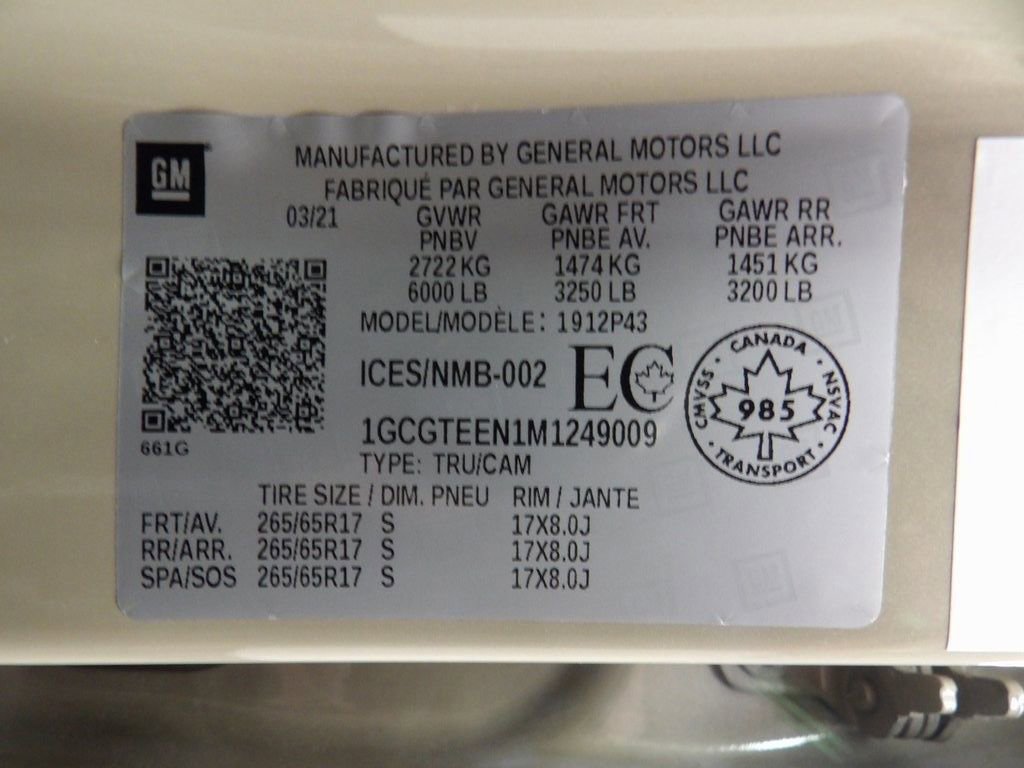 GM
MANUFACTURED BY GENERAL MOTORS LLC
FABRIQUÉ PAR GENERAL MOTORS LLC
03/21 GVWR GAWR FRT GAWR RR
PNBV PNBE AV. PNBE ARR.
2722 KG 1474 KG 1451 KG
6000 LB 3250 LB 3200 LB
MODEL/MODÈLE: 1912P43
ICES/NMB-002 EC
1GCGTEEN1M1249009
661G
TYPE: TRU/CAM
CANADA · NSVAC · TRANSPORT · CMVSS ·
985
TIRE SIZE / DIM. PNEU RIM / JANTE
FRT/AV. 265/65R17 S 17X8.0J
RR/ARR. 265/65R17 S 17X8.0J
SPA/SOS 265/65R17 S 17X8.0J